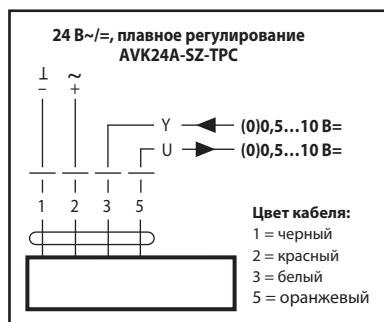 24 В~/=, плавное регулирование
AVK24A-SZ-TPC
⊥ ~
– +
Y (0)0,5...10 В=
U (0)0,5...10 В=
1 2 3 5
Цвет кабеля:
1 = черный
2 = красный
3 = белый
5 = оранжевый